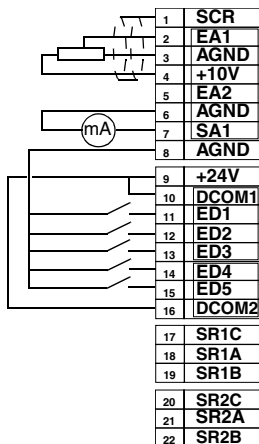 1 SCR
2 EA1
3 AGND
4 +10V
5 EA2
6 AGND
mA
7 SA1
8 AGND
9 +24V
10 DCOM1
11 ED1
12 ED2
13 ED3
14 ED4
15 ED5
16 DCOM2
17 SR1C
18 SR1A
19 SR1B
20 SR2C
21 SR2A
22 SR2B